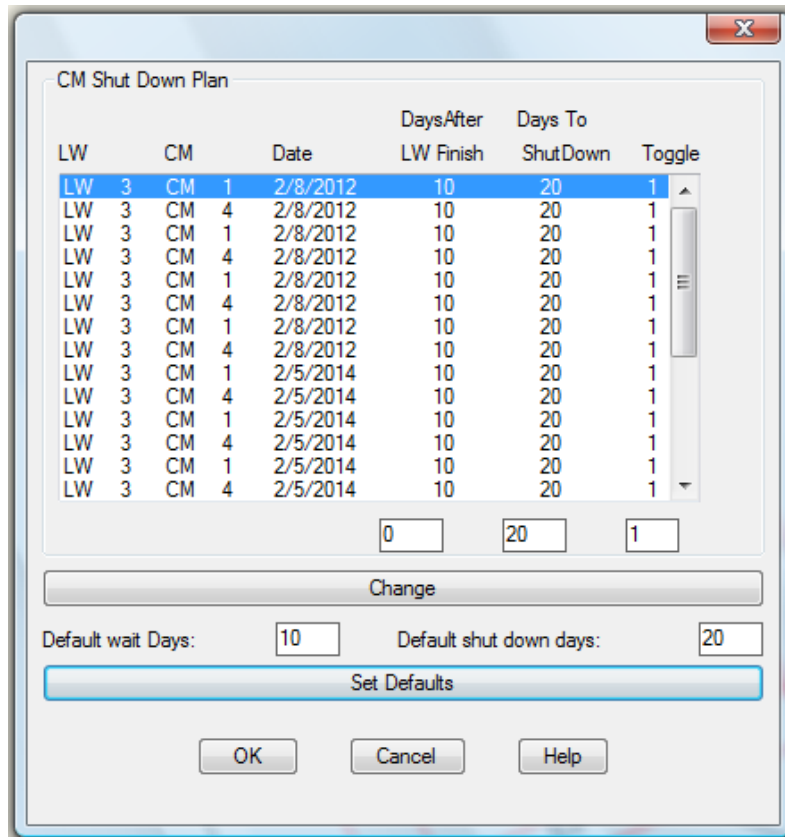 CM Shut Down Plan
DaysAfter Days To
LW CM Date LW Finish ShutDown Toggle
LW 3 CM 1 2/8/2012 10 20 1
LW 3 CM 4 2/8/2012 10 20 1
LW 3 CM 1 2/8/2012 10 20 1
LW 3 CM 4 2/8/2012 10 20 1
LW 3 CM 1 2/8/2012 10 20 1
LW 3 CM 4 2/8/2012 10 20 1
LW 3 CM 1 2/8/2012 10 20 1
LW 3 CM 4 2/8/2012 10 20 1
LW 3 CM 1 2/5/2014 10 20 1
LW 3 CM 4 2/5/2014 10 20 1
LW 3 CM 1 2/5/2014 10 20 1
LW 3 CM 4 2/5/2014 10 20 1
LW 3 CM 1 2/5/2014 10 20 1
LW 3 CM 4 2/5/2014 10 20 1
0 20 1
Change
Default wait Days: 10 Default shut down days: 20
Set Defaults
OK Cancel Help